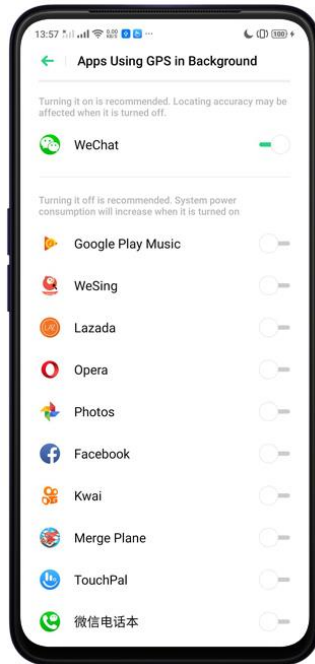 13:57
100
Apps Using GPS in Background
Turning it on is recommended. Locating accuracy may be
affected when it is turned off.
WeChat
Turning it off is recommended. System power
consumption will increase when it is turned on
Google Play Music
WeSing
Lazada
Opera
Photos
Facebook
Kwai
Merge Plane
TouchPal
微信电话本